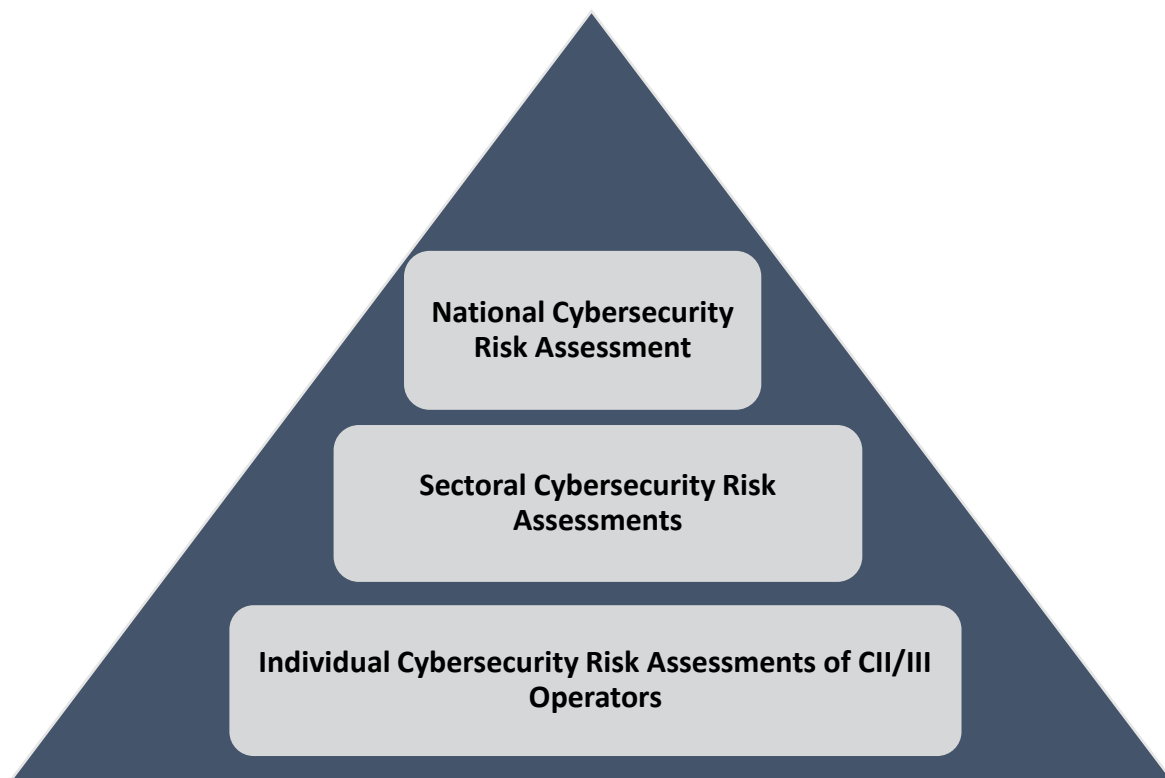 National Cybersecurity
Risk Assessment
Sectoral Cybersecurity Risk
Assessments
Individual Cybersecurity Risk Assessments of CII/III
Operators